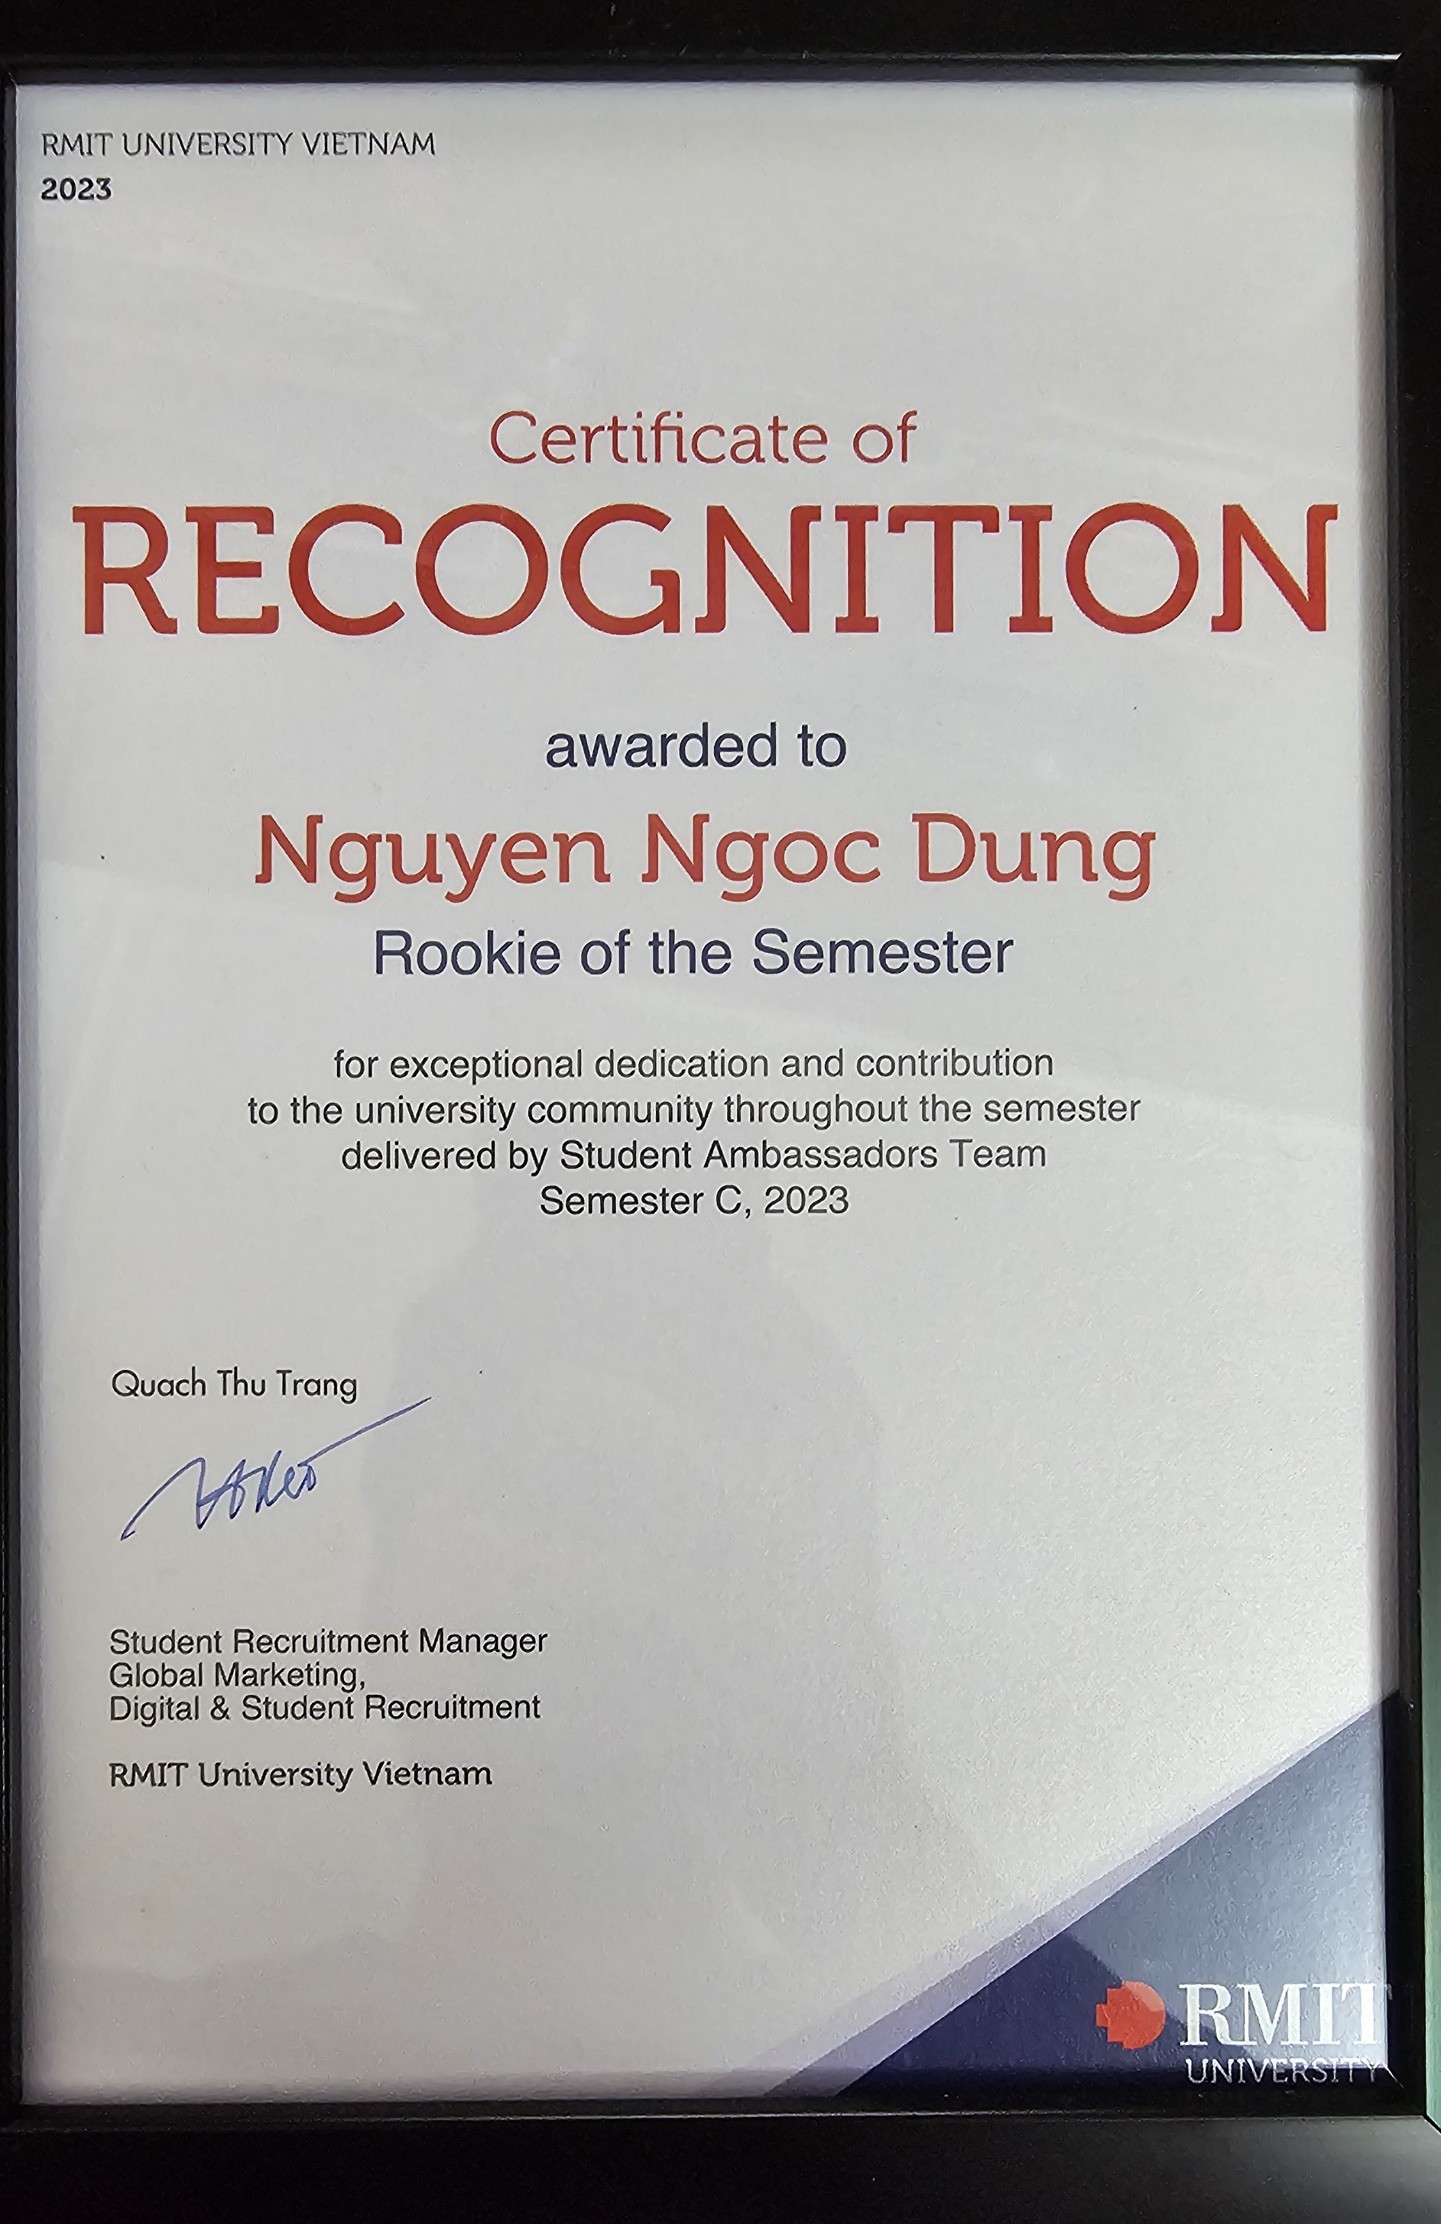 RMIT UNIVERSITY VIETNAM
2023
Certificate of
RECOGNITION
awarded to
Nguyen Ngoc Dung
Rookie of the Semester
for exceptional dedication and contribution
to the university community throughout the semester
delivered by Student Ambassadors Team
Semester C, 2023
Quach Thu Trang
Student Recruitment Manager
Global Marketing,
Digital & Student Recruitment
RMIT University Vietnam
RMIT
UNIVERSITY